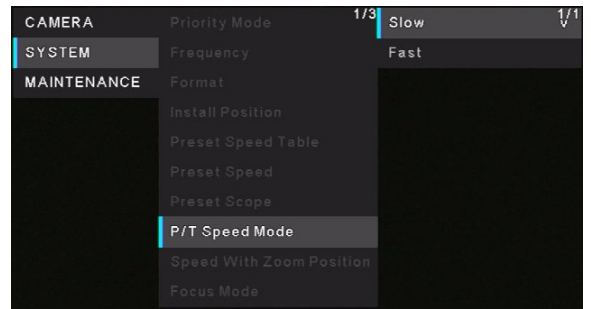 CAMERA
SYSTEM
MAINTENANCE
1/3
Priority Mode
Frequency
Format
Install Position
Preset Speed Table
Preset Speed
Preset Scope
P/T Speed Mode
Speed With Zoom Position
Focus Mode
1/1
Slow
Fast